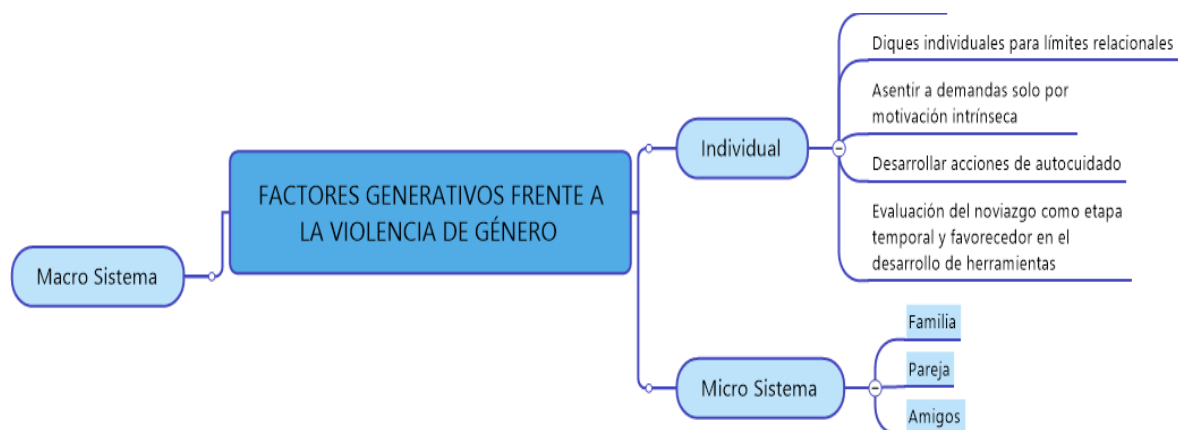 FACTORES GENERATIVOS FRENTE A
LA VIOLENCIA DE GÉNERO
Macro Sistema
Individual
Diques individuales para límites relacionales
Asentir a demandas solo por
motivación intrínseca
Desarrollar acciones de autocuidado
Evaluación del noviazgo como etapa
temporal y favorecedor en el
desarrollo de herramientas
Micro Sistema
Familia
Pareja
Amigos